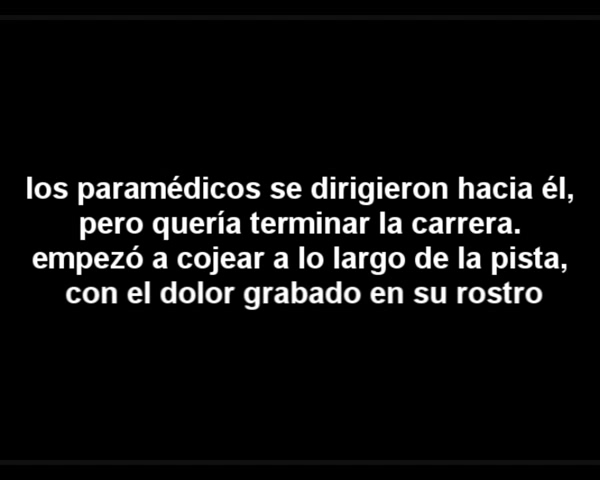 los paramédicos se dirigieron hacia él,
pero quería terminar la carrera.
empezó a cojear a lo largo de la pista,
con el dolor grabado en su rostro